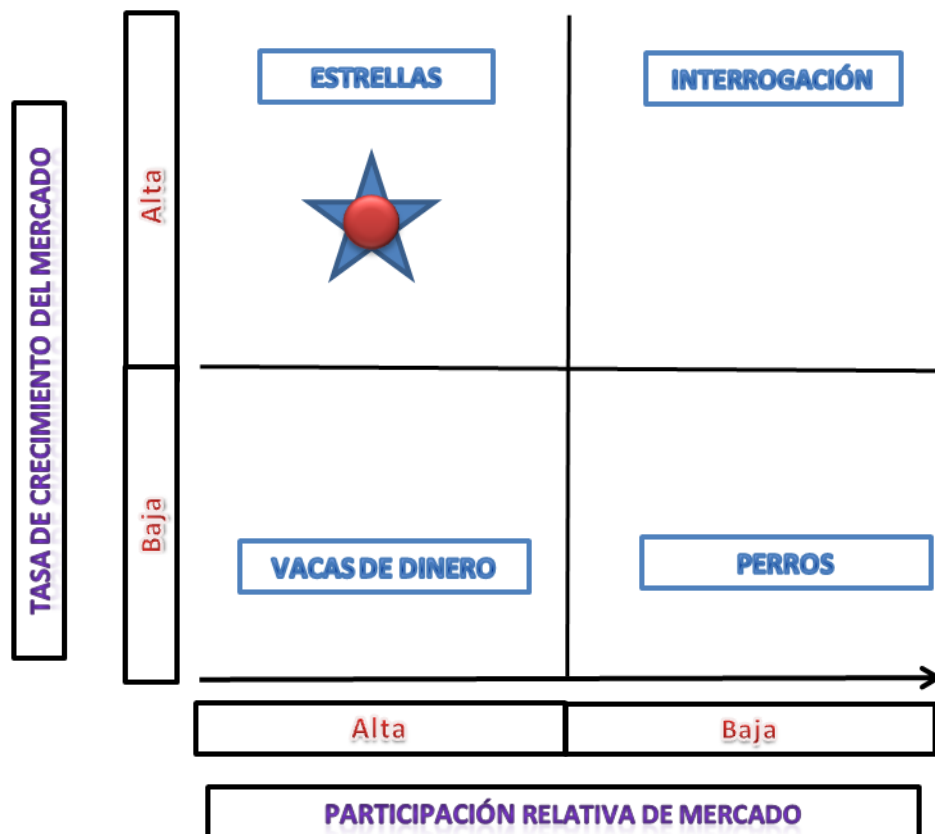 ESTRELLAS
INTERROGACIÓN
TASA DE CRECIMIENTO DEL MERCADO
Alta
Baja
VACAS DE DINERO
PERROS
Alta
Baja
PARTICIPACIÓN RELATIVA DE MERCADO